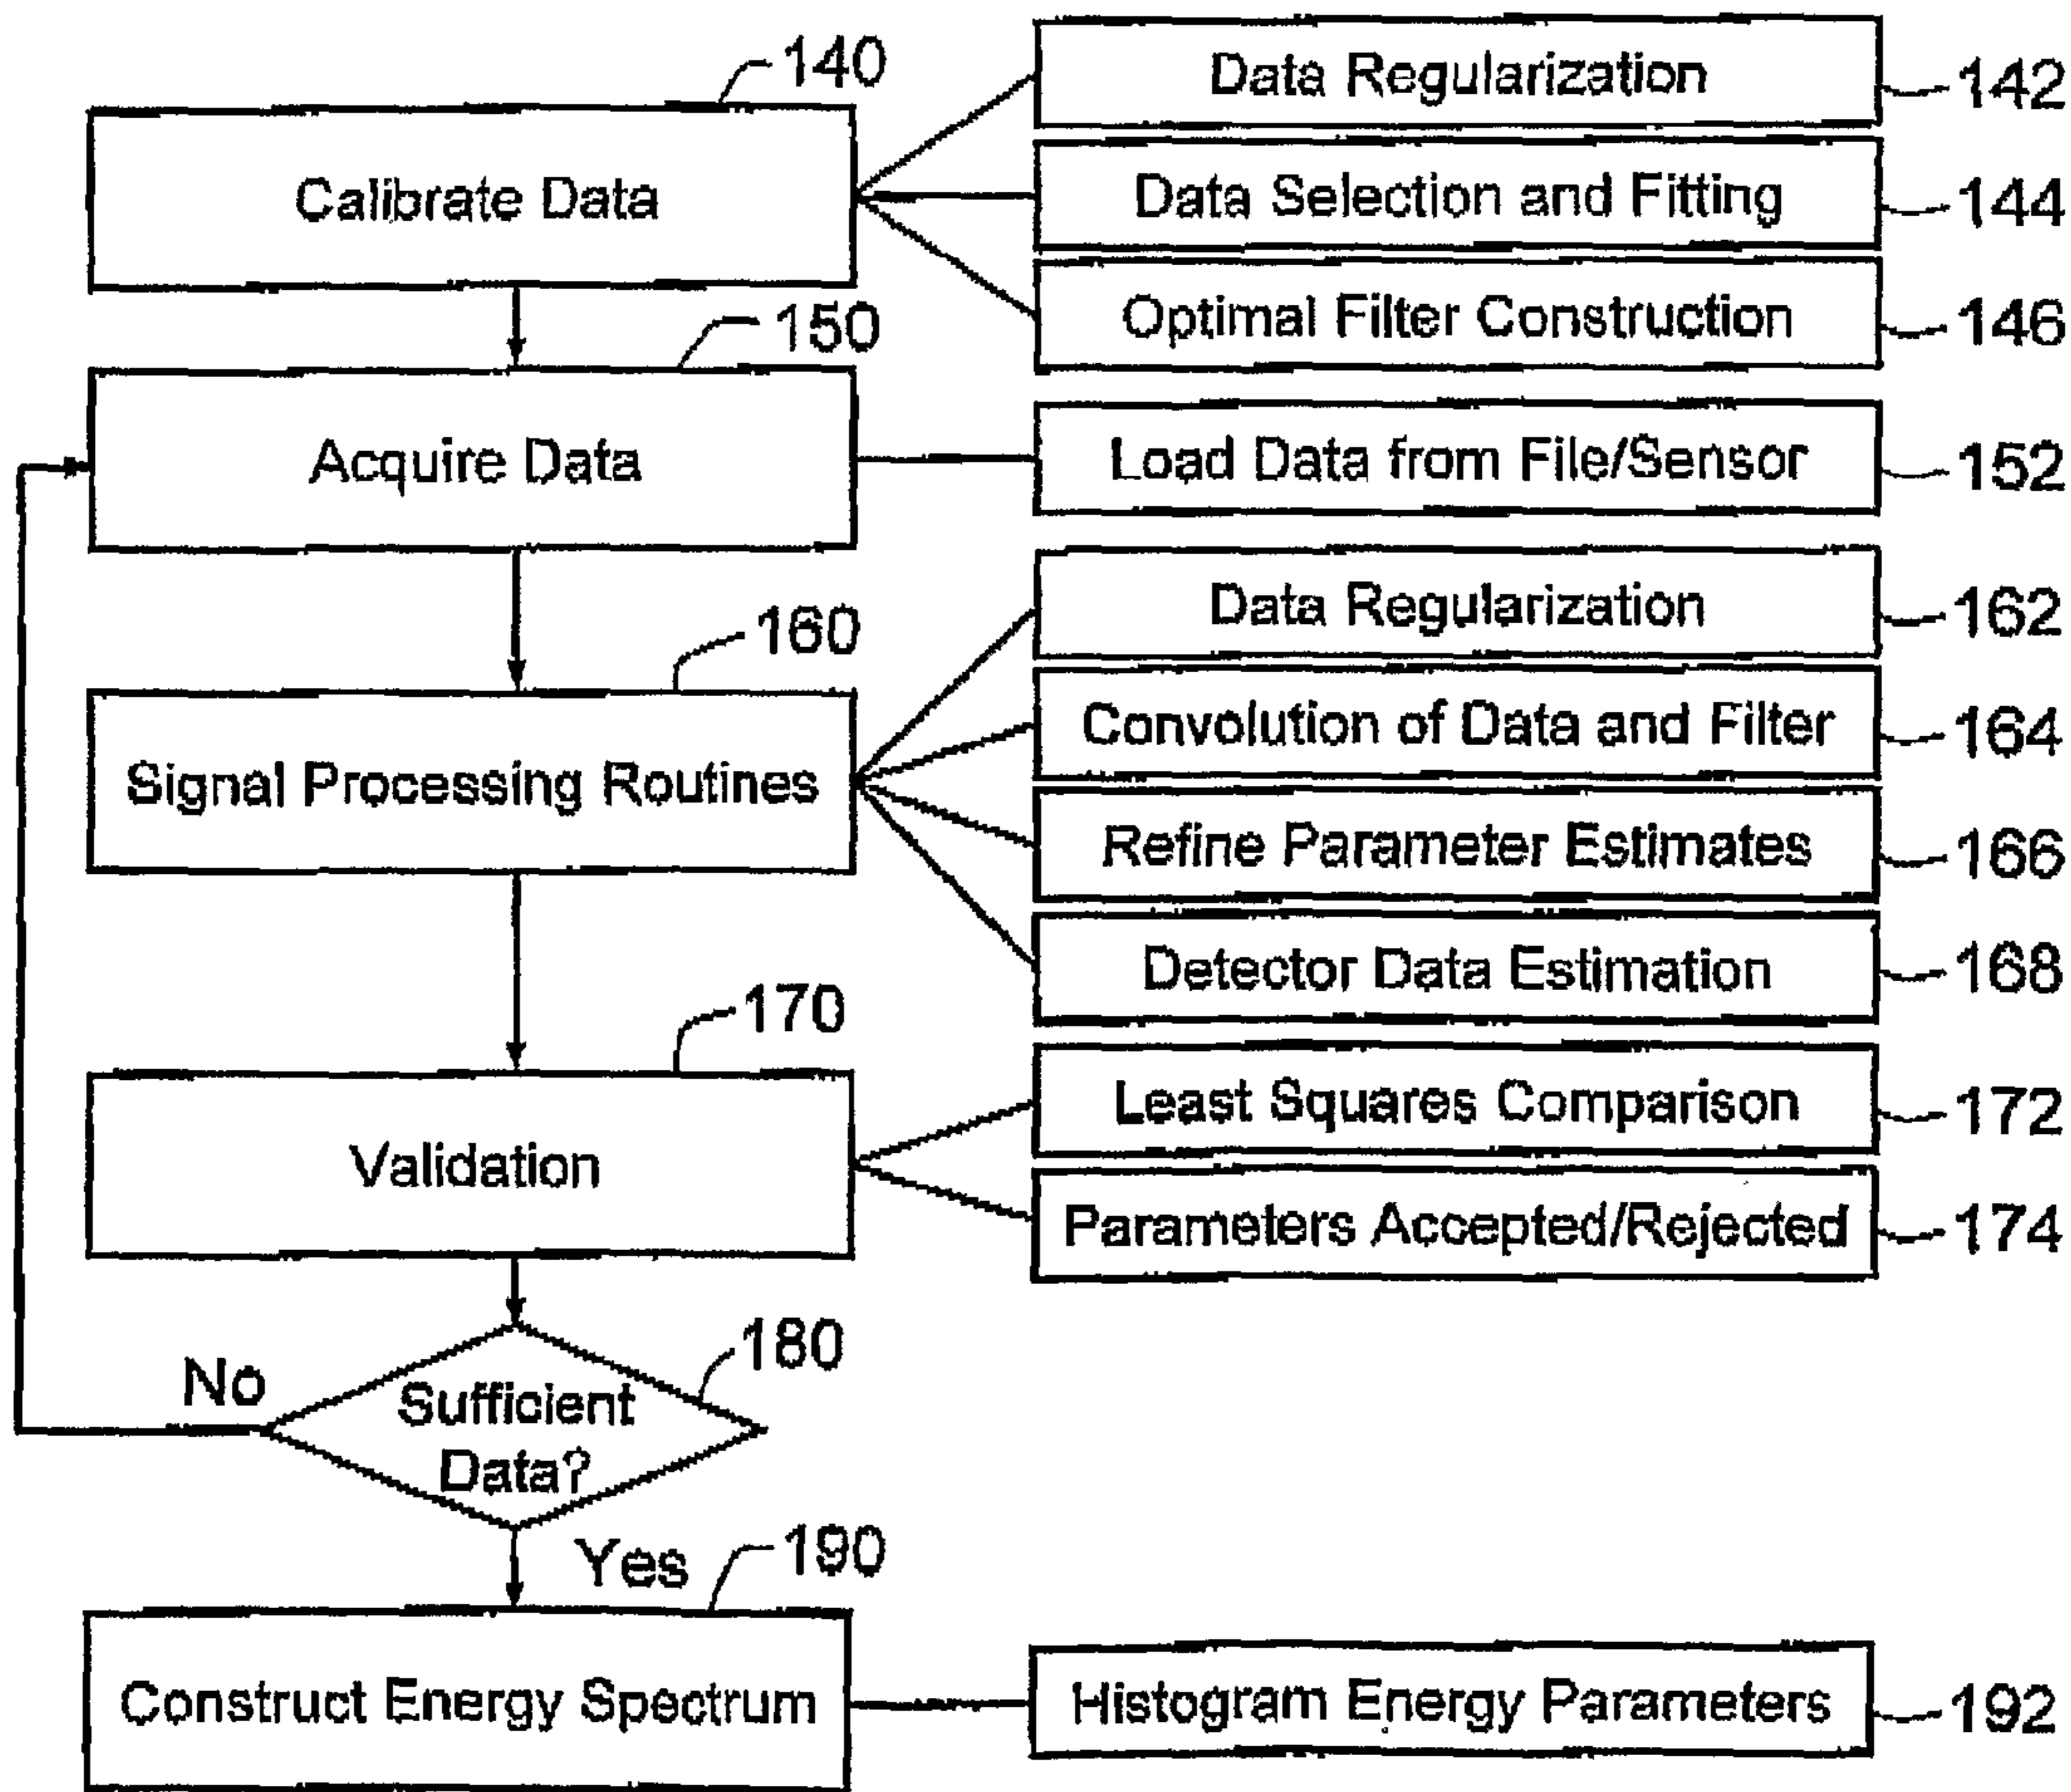 140
Calibrate Data
Data Regularization
142
Data Selection and Fitting
144
Optimal Filter Construction
146
150
Acquire Data
Load Data from File/Sensor
152
160
Signal Processing Routines
Data Regularization
162
Convolution of Data and Filter
164
Refine Parameter Estimates
166
Detector Data Estimation
168
170
Validation
Least Squares Comparison
172
Parameters Accepted/Rejected
174
180
No
Sufficient
Data?
Yes
190
Construct Energy Spectrum
Histogram Energy Parameters
192